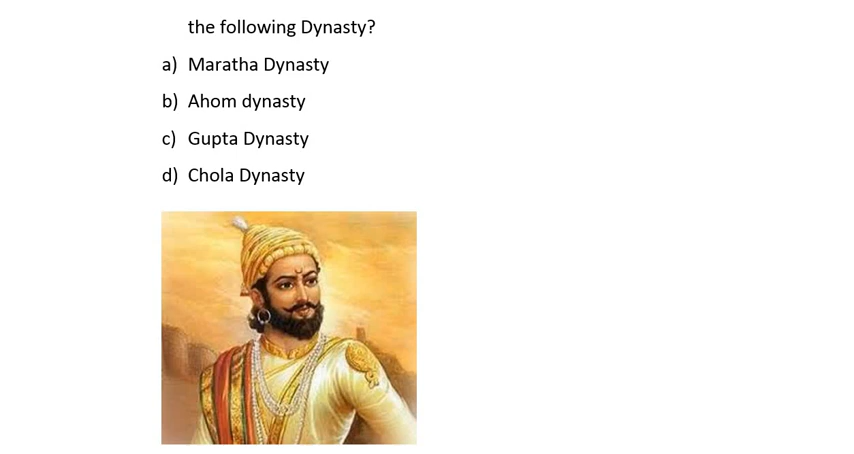 the following Dynasty?
a) Maratha Dynasty
b) Ahom dynasty
c) Gupta Dynasty
d) Chola Dynasty